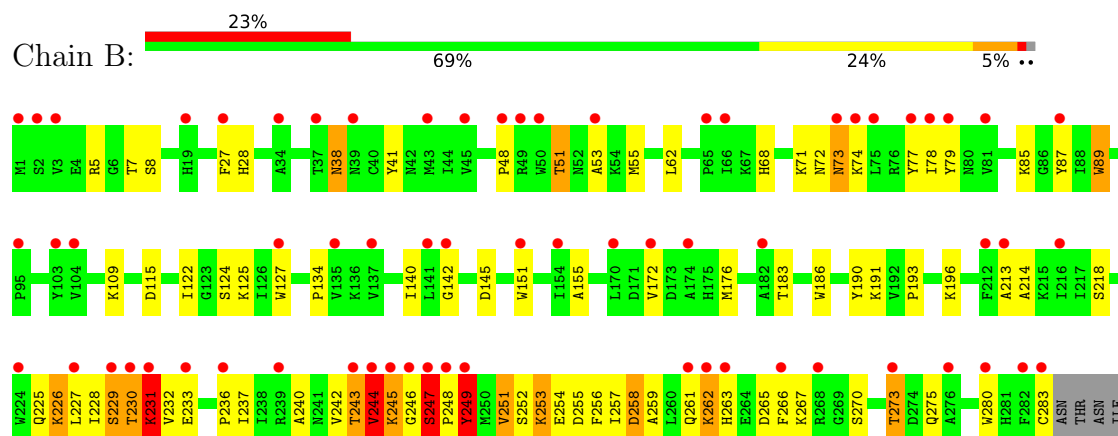 23%
Chain B:
69% 24% 5% ••
M1 S2 V3 E4 R5 G6 T7 S8 H19 F27 H28 A34 T37 N38 N39 C40 Y41 N42 M43 I44 V45 P48 R49 W50 T51 N52 A53 K54 M55 L62 P65 I66 K67 H68 K71 N72 N73 K74 L75 R76 Y77 I78 Y79 N80 V81 K85 G86 Y87 I88 W89
P95 Y103 V104 K109 D115 I122 G123 S124 K125 I126 W127 P134 V135 K136 V137 I140 L141 G142 D145 W151 I154 A155 L170 D171 V172 D173 A174 H175 M176 A182 T183 W186 Y190 K191 V192 P193 K196 F212 A213 A214 K215 I216 I217 S218
W224 Q225 K226 L227 I228 S229 T230 K231 V232 E233 P236 I237 I238 R239 A240 N241 V242 T243 V244 K245 G246 S247 P248 Y249 M250 V251 S252 K253 E254 D255 F256 I257 D258 A259 L260 Q261 K262 H263 E264 D265 F266 K267 R268 G269 S270 T273 D274 Q275 A276 W280 H281 F282 C283 ASN THR ASN